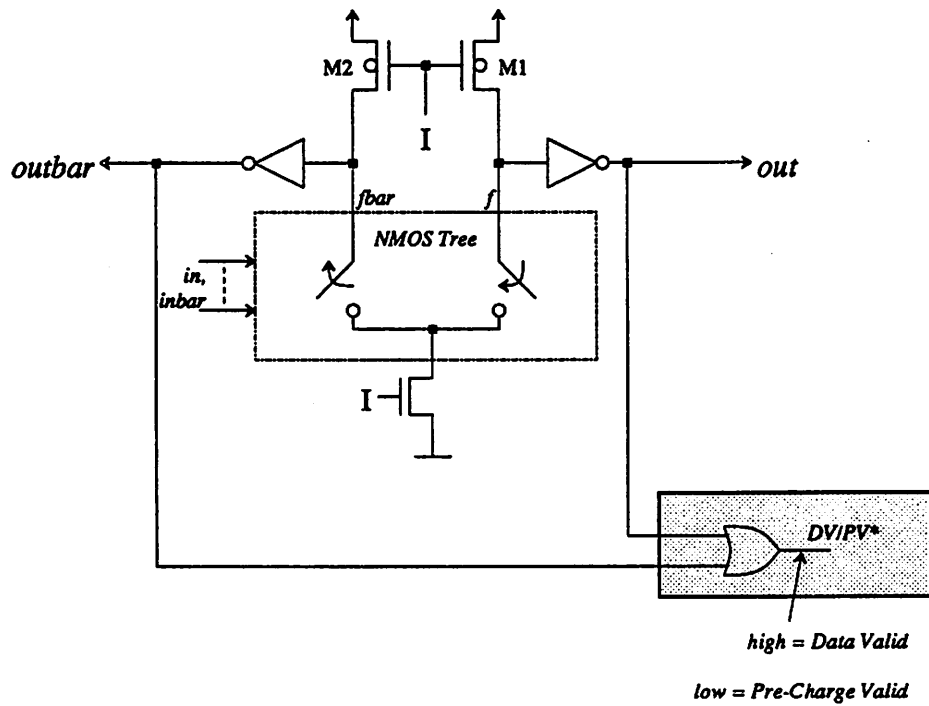 M2
M1
I
outbar
out
fbar
f
NMOS Tree
in,
inbar
I
DV/PV*
high = Data Valid
low = Pre-Charge Valid